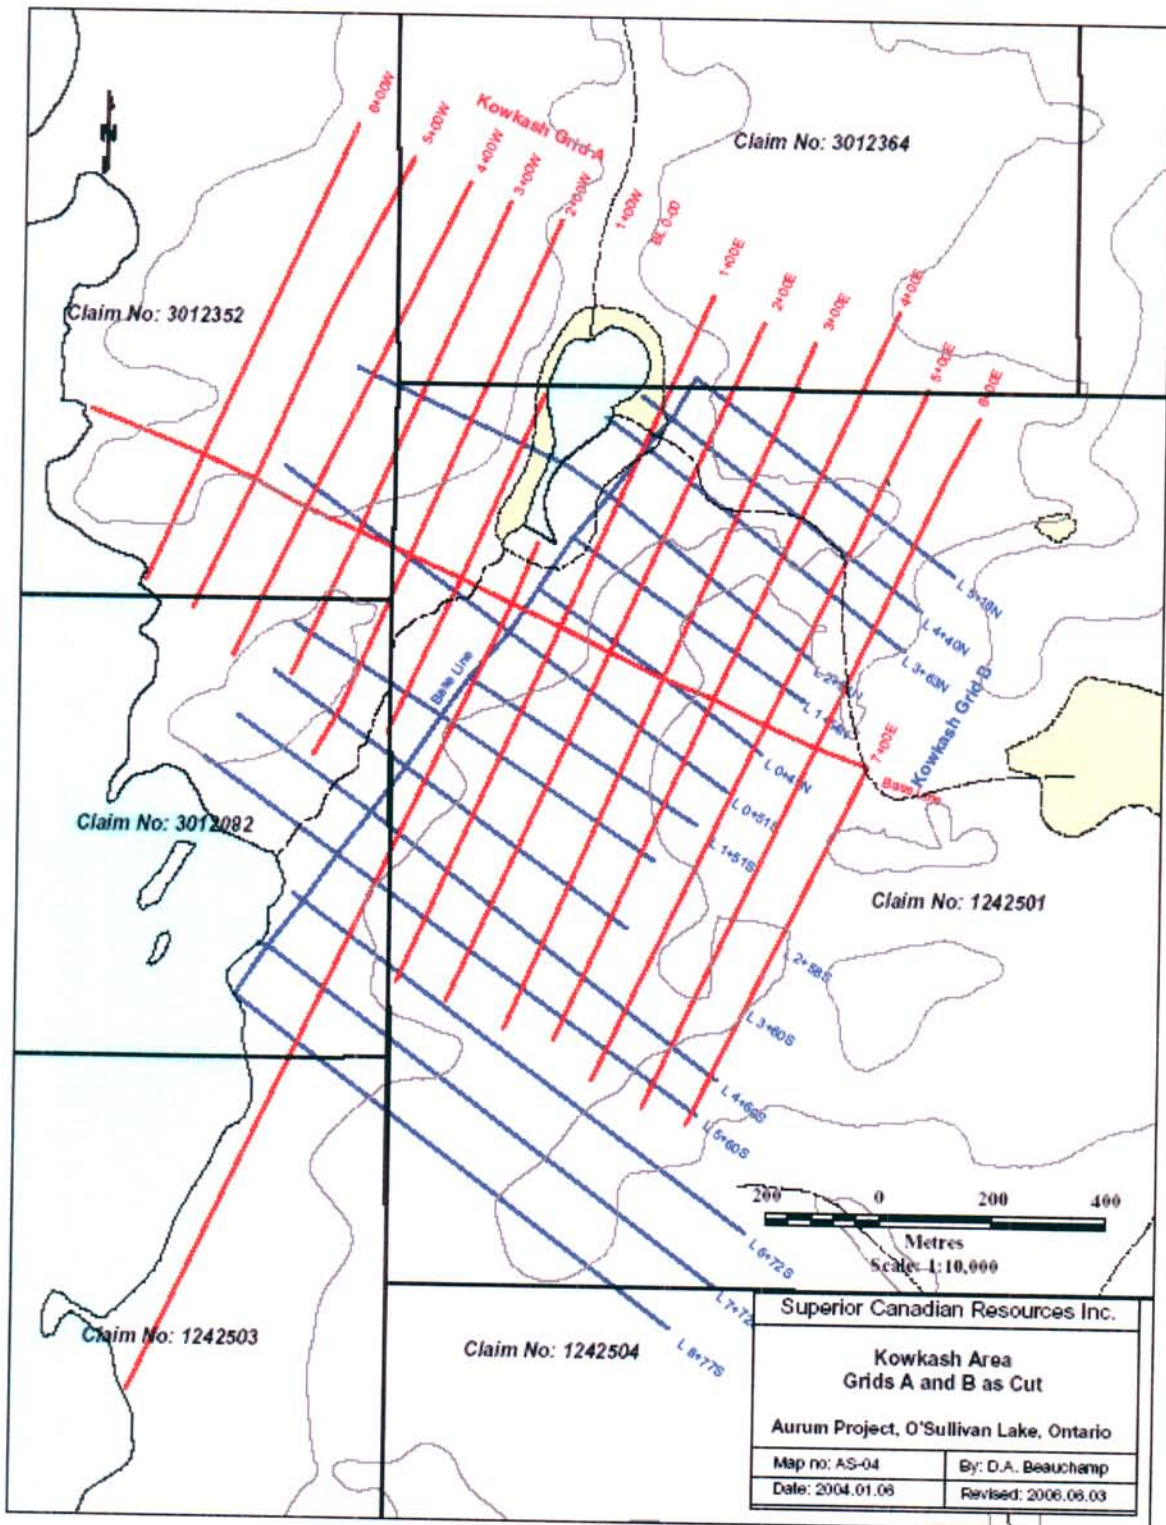 6+00W
5+00W
4+00W
3+00W
2+00W
1+00W
BL 0-00
Kowkash Grid A
Claim No: 3012364
N
1+00E
2+00E
3+00E
4+00E
5+00E
6+00E
Claim No: 3012352
L 5+18N
L 4+40N
L 3+63N
Base Line
Kowkash Grid B
7+00E
Base Line
L 0+51S
L 1+51S
Claim No: 3012082
Claim No: 1242501
L 2+58S
L 3+60S
L 5+60S
L 6+72S
L 8+77S
200 0 200 400
Metres
Scale: 1:10,000
Claim No: 1242503
Claim No: 1242504
Superior Canadian Resources Inc.
Kowkash Area
Grids A and B as Cut
Aurum Project, O'Sullivan Lake, Ontario
Map no: AS-04
By: D.A. Beauchamp
Date: 2004.01.06
Revised: 2006.06.03